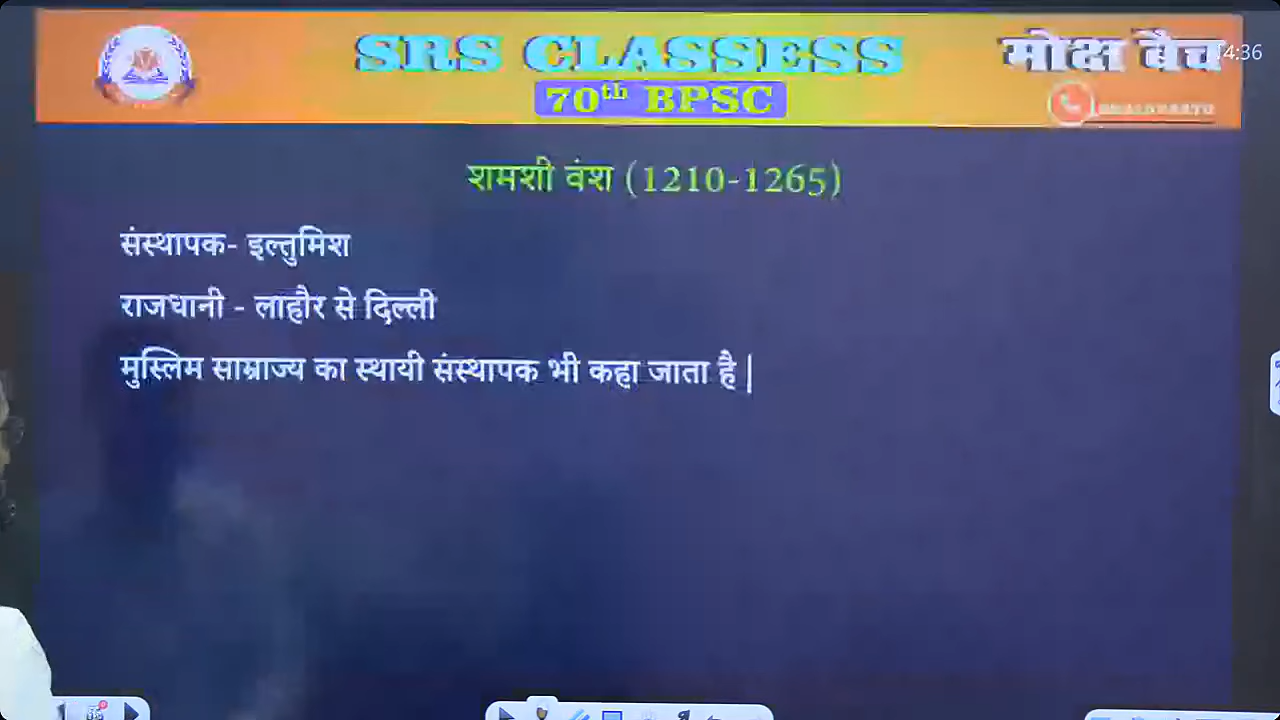 SRS CLASSESS
मोक्ष बैच
4:36
70th BPSC
शमशी वंश (1210-1265)
संस्थापक- इल्तुमिश
राजधानी - लाहौर से दिल्ली
मुस्लिम साम्राज्य का स्थायी संस्थापक भी कहा जाता है |